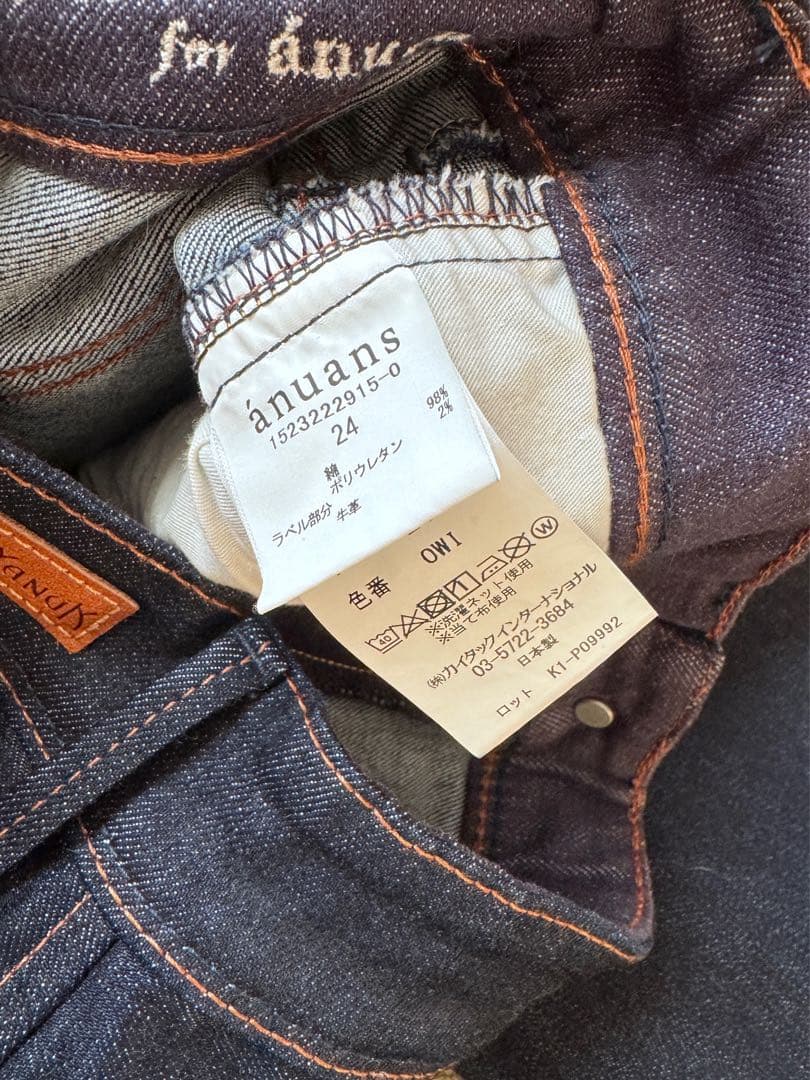 for ánu
ánuans
1523222915-0
24
綿 98%
ポリウレタン 2%
ラベル部分 牛革
色番 OWI
40 W
※洗濯ネット使用
※当て布使用
(株)カイタックインターナショナル
03-5722-3684
日本製
ロット K1-P09992